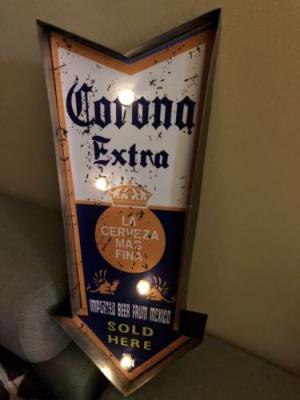 Corona
Extra
LA
CERVEZA
MAS
FINA
IMPORTED BEER FROM MEXICO
SOLD
HERE